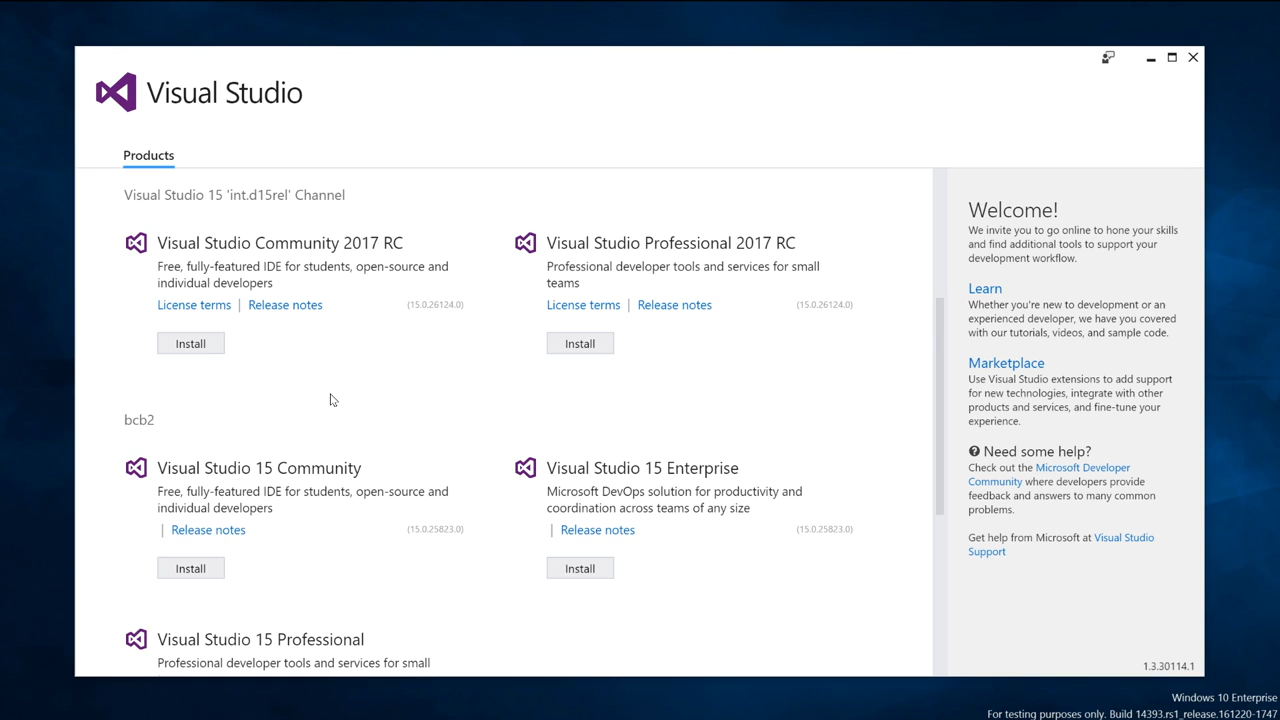 Visual Studio
Products
Visual Studio 15 'int.d15rel' Channel
Visual Studio Community 2017 RC
Free, fully-featured IDE for students, open-source and
individual developers
License terms | Release notes (15.0.26124.0)
Install
Visual Studio Professional 2017 RC
Professional developer tools and services for small
teams
License terms | Release notes (15.0.26124.0)
Install
bcb2
Visual Studio 15 Community
Free, fully-featured IDE for students, open-source and
individual developers
| Release notes (15.0.25823.0)
Install
Visual Studio 15 Enterprise
Microsoft DevOps solution for productivity and
coordination across teams of any size
| Release notes (15.0.25823.0)
Install
Visual Studio 15 Professional
Professional developer tools and services for small
Welcome!
We invite you to go online to hone your skills
and find additional tools to support your
development workflow.
Learn
Whether you're new to development or an
experienced developer, we have you covered
with our tutorials, videos, and sample code.
Marketplace
Use Visual Studio extensions to add support
for new technologies, integrate with other
products and services, and fine-tune your
experience.
Need some help?
Check out the Microsoft Developer
Community where developers provide
feedback and answers to many common
problems.
Get help from Microsoft at Visual Studio
Support
1.3.30114.1
Windows 10 Enterprise
For testing purposes only. Build 14393.rs1_release.161220-1747